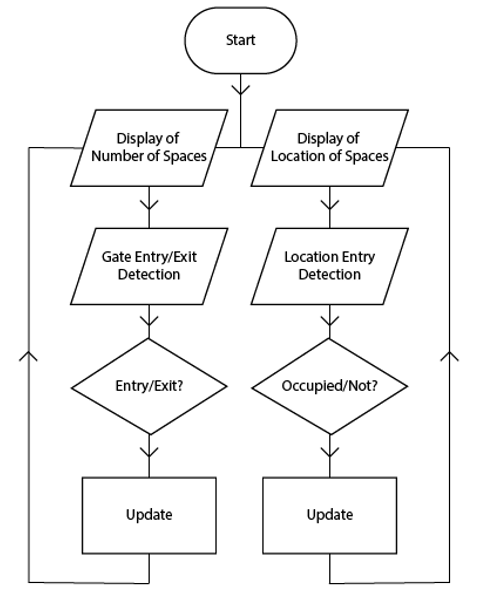 Start
Display of
Number of Spaces
Display of
Location of Spaces
Gate Entry/Exit
Detection
Location Entry
Detection
Entry/Exit?
Occupied/Not?
Update
Update